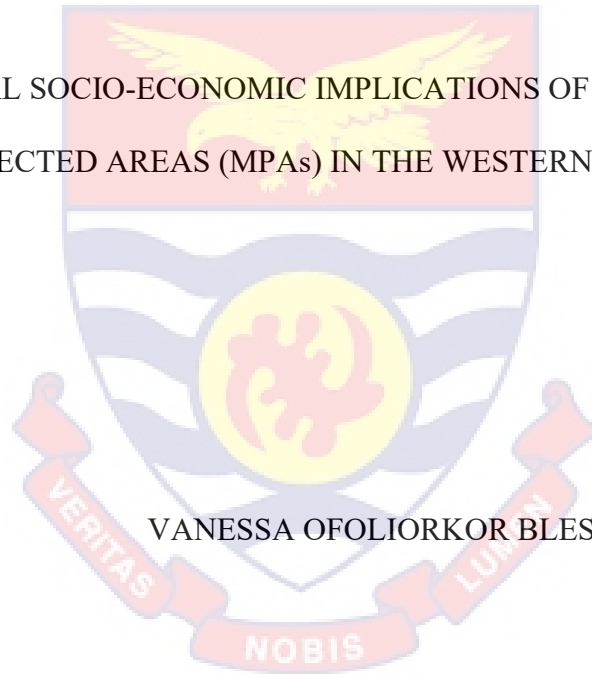 L SOCIO-ECONOMIC IMPLICATIONS OF
ECTED AREAS (MPAs) IN THE WESTERN
VANESSA OFOLIORKOR BLES
VERITAS
NOBIS
LUMEN